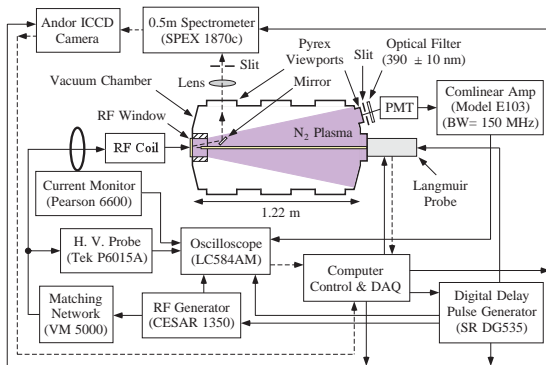 Andor ICCD
Camera
0.5m Spectrometer
(SPEX 1870c)
Slit
Lens
Vacuum Chamber
RF Window
Pyrex
Viewports
Mirror
Slit
Optical Filter
(390 ± 10 nm)
PMT
Comlinear Amp
(Model E103)
(BW= 150 MHz)
N2 Plasma
RF Coil
Langmuir
Probe
1.22 m
Current Monitor
(Pearson 6600)
H. V. Probe
(Tek P6015A)
Oscilloscope
(LC584AM)
Computer
Control & DAQ
Matching
Network
(VM 5000)
RF Generator
(CESAR 1350)
Digital Delay
Pulse Generator
(SR DG535)